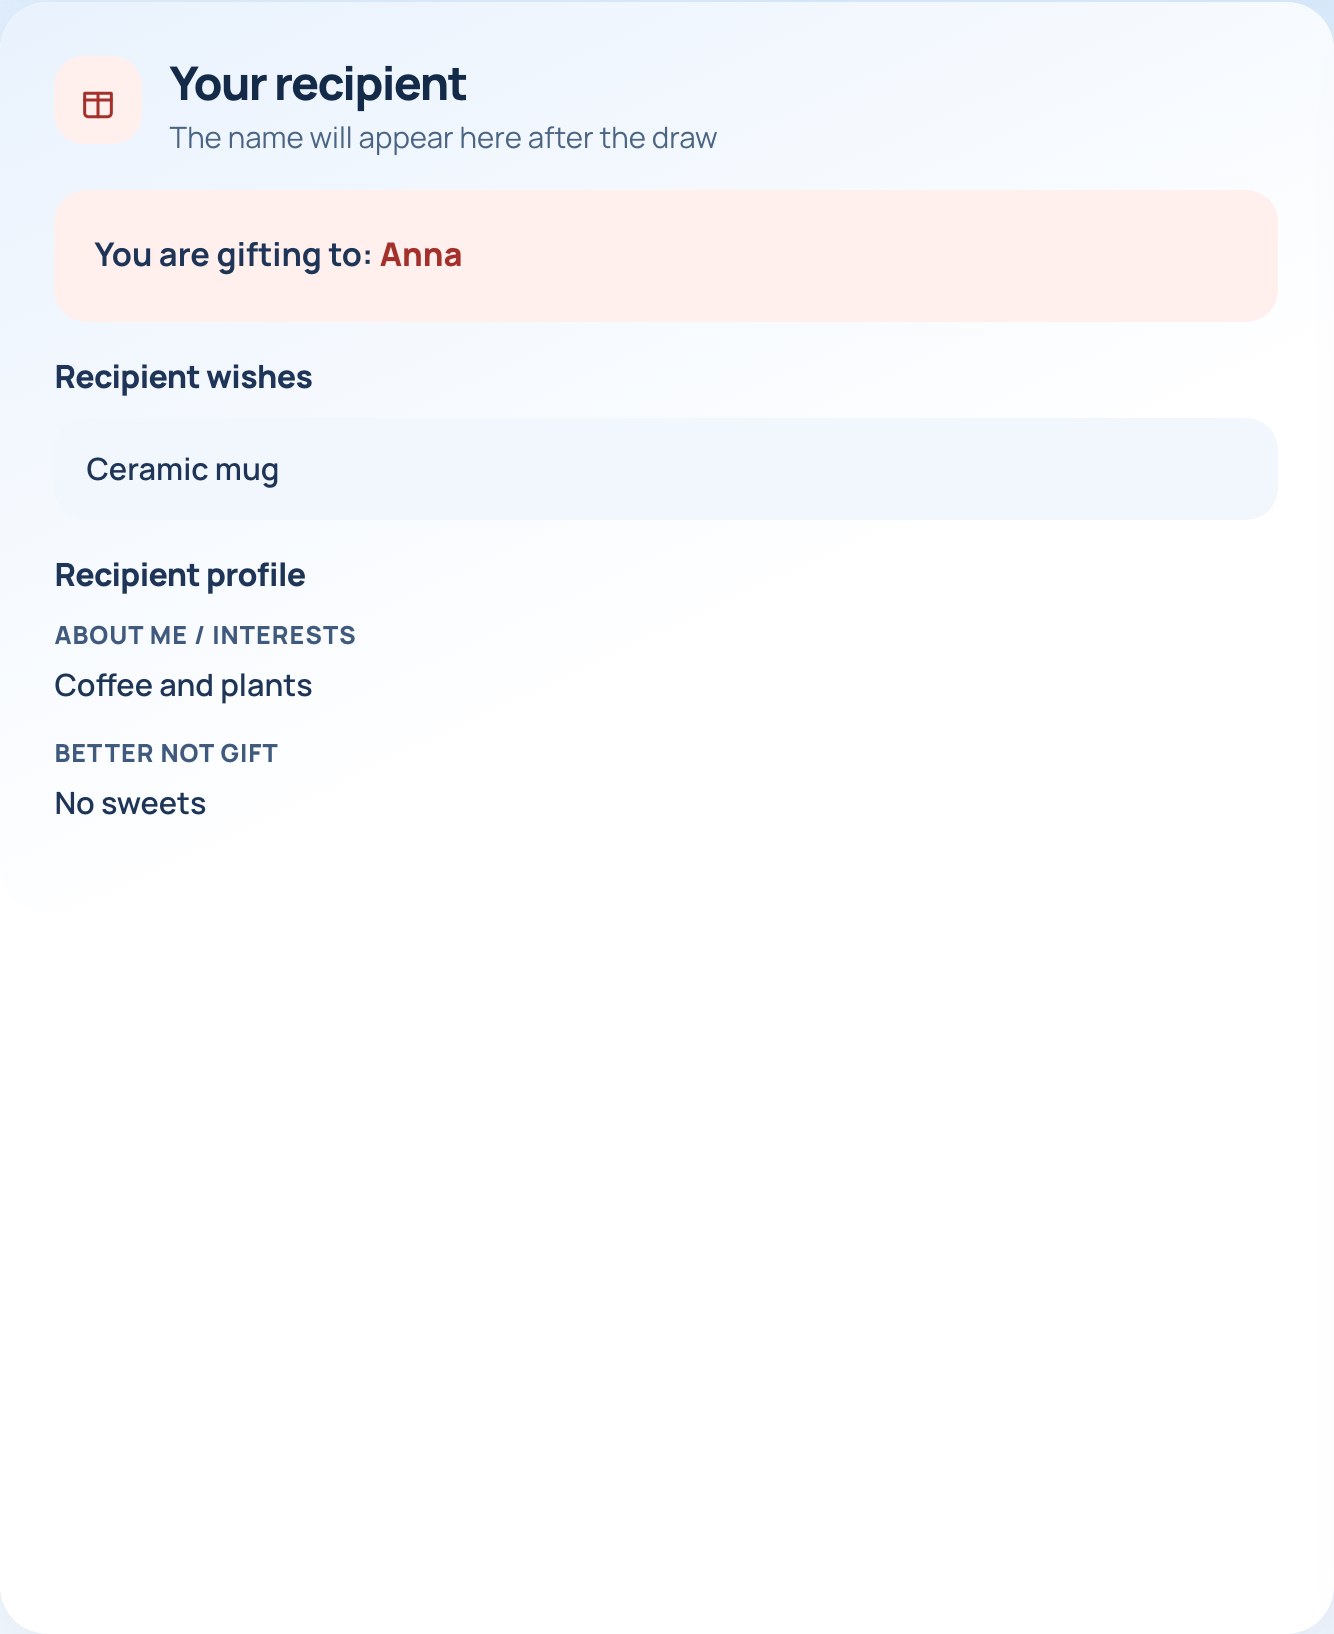 Your recipient
The name will appear here after the draw
You are gifting to: Anna
Recipient wishes
Ceramic mug
Recipient profile
ABOUT ME / INTERESTS
Coffee and plants
BETTER NOT GIFT
No sweets